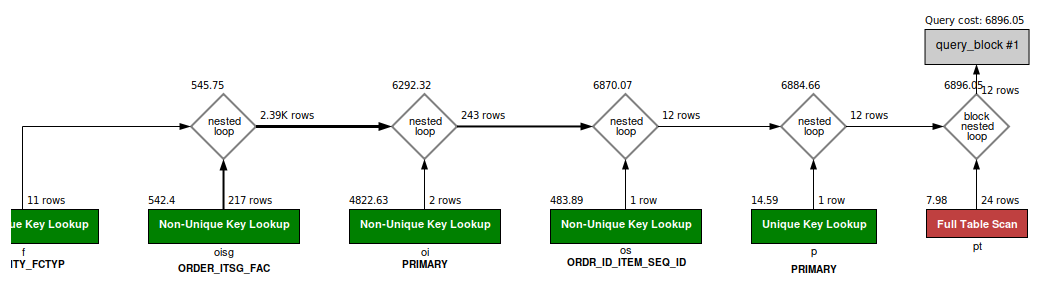 Query cost: 6896.05
query_block #1
545.75
6292.32
6870.07
6884.66
6896.05
12 rows
nested
loop
2.39K rows
nested
loop
243 rows
nested
loop
12 rows
nested
loop
12 rows
block
nested
loop
11 rows
542.4
217 rows
4822.63
2 rows
483.89
1 row
14.59
1 row
7.98
24 rows
ue Key Lookup
Non-Unique Key Lookup
Non-Unique Key Lookup
Non-Unique Key Lookup
Unique Key Lookup
Full Table Scan
f
oisg
oi
os
p
pt
ITY_FCTYP
ORDER_ITSG_FAC
PRIMARY
ORDR_ID_ITEM_SEQ_ID
PRIMARY